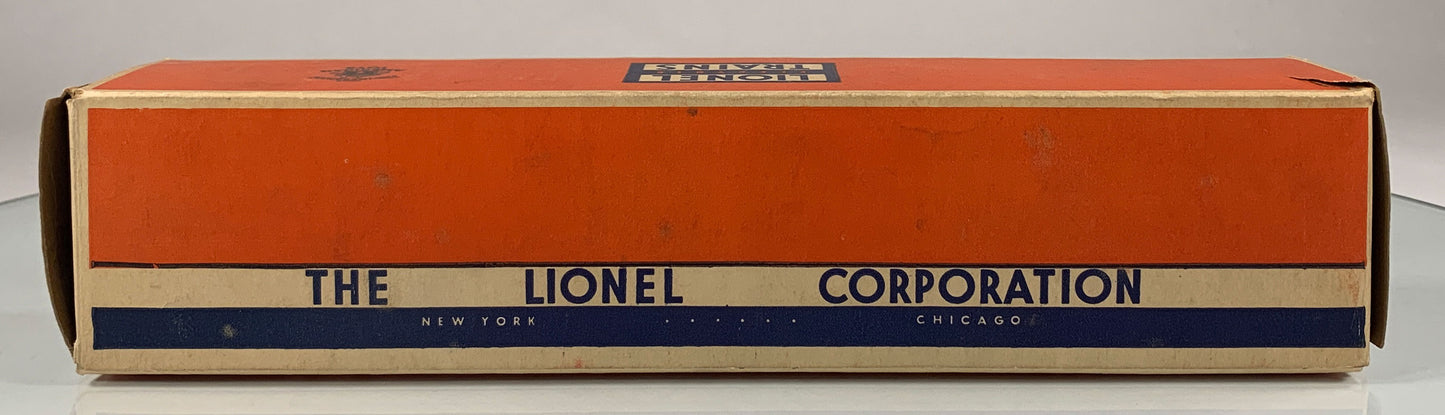 LIONEL
TRAINS
THE LIONEL CORPORATION
NEW YORK · · · · · · CHICAGO